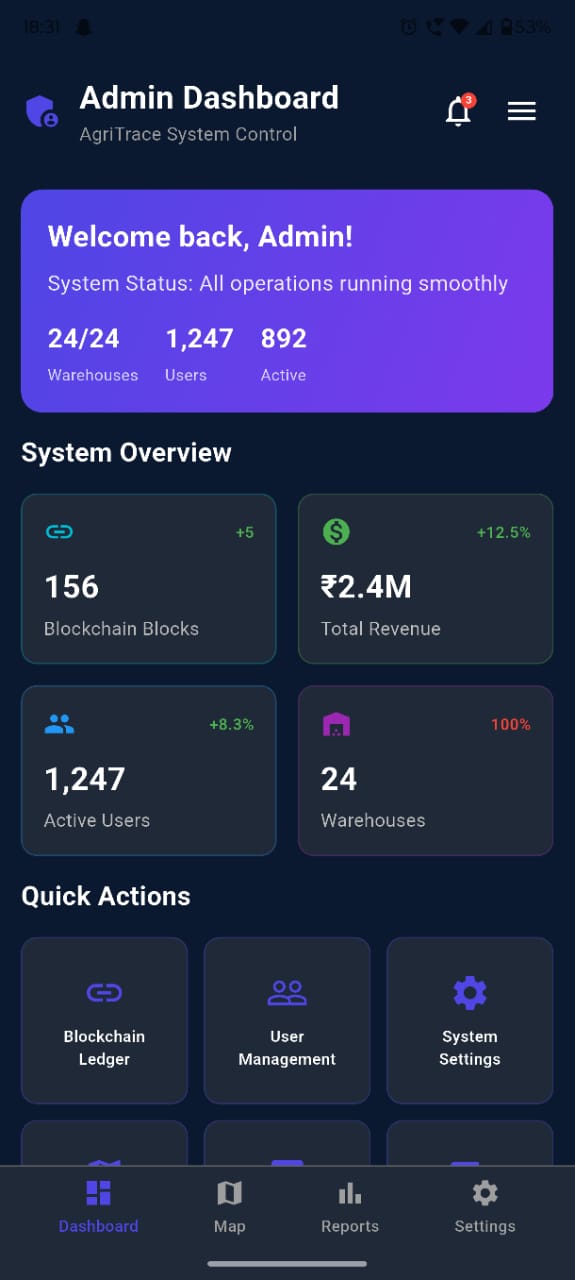 18:31 53%
Admin Dashboard
3
AgriTrace System Control
Welcome back, Admin!
System Status: All operations running smoothly
24/24 1,247 892
Warehouses Users Active
System Overview
+5 +12.5%
156 ₹2.4M
Blockchain Blocks Total Revenue
+8.3% 100%
1,247 24
Active Users Warehouses
Quick Actions
Blockchain User System
Ledger Management Settings
Dashboard Map Reports Settings